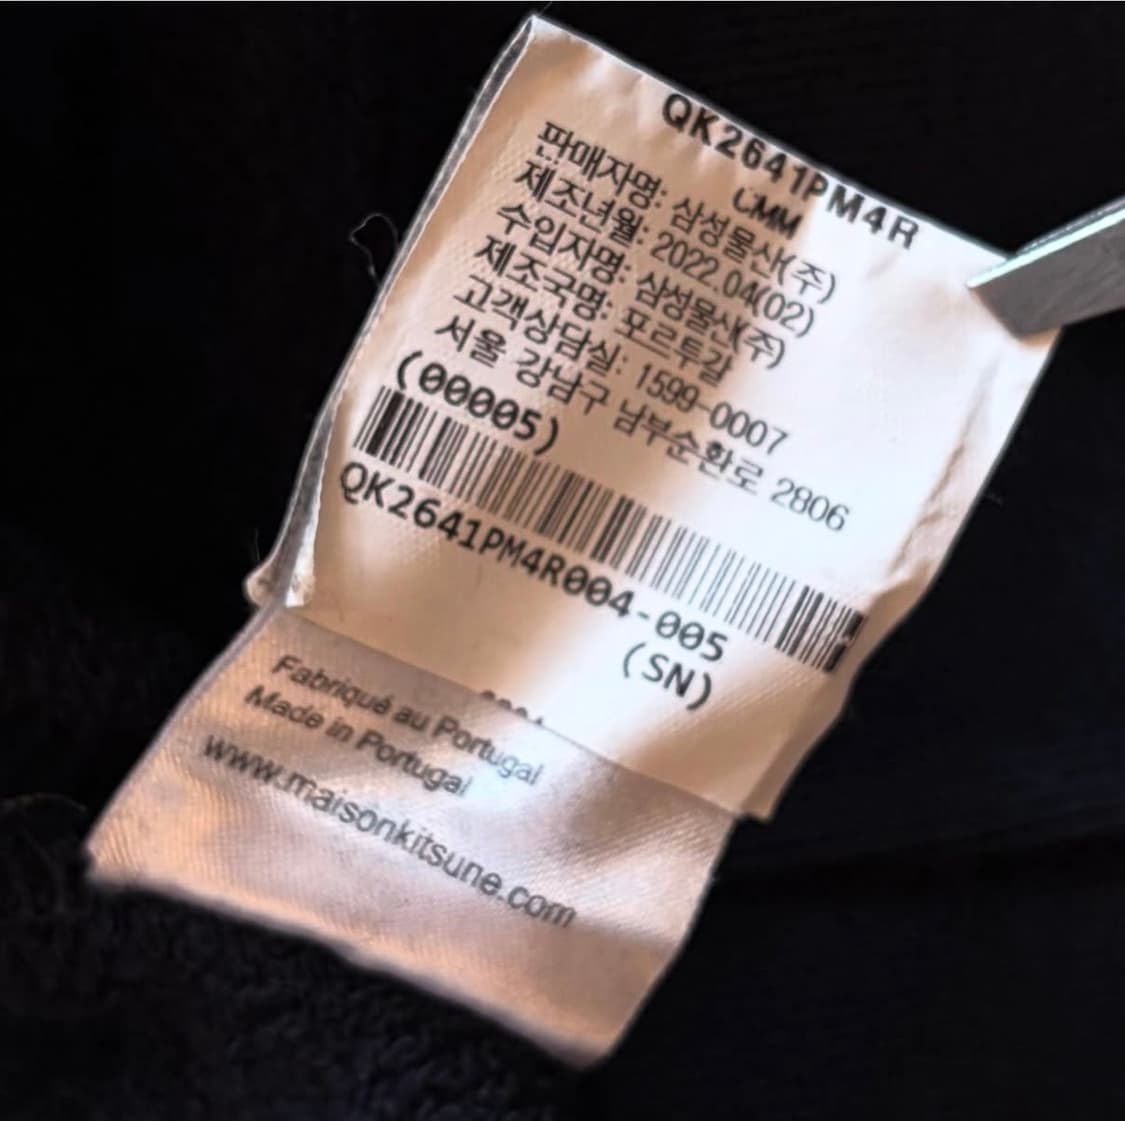 QK2641PM4R
CMM
판매자명: 삼성물산(주)
제조년월: 2022.04(02)
수입자명: 삼성물산(주)
제조국명: 포르투갈
고객상담실: 1599-0007
서울 강남구 남부순환로 2806
(00005)
QK2641PM4R004-005
(SN)
Fabriqué au Portugal
Made in Portugal
www.maisonkitsune.com